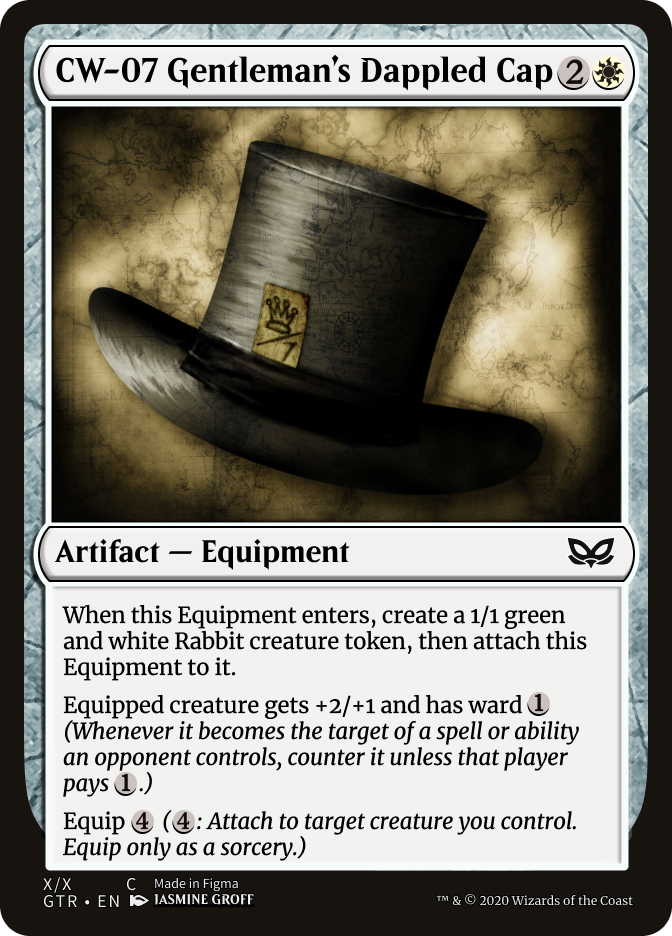 CW-07 Gentleman's Dappled Cap 2
7
Artifact — Equipment
When this Equipment enters, create a 1/1 green
and white Rabbit creature token, then attach this
Equipment to it.
Equipped creature gets +2/+1 and has ward 1
(Whenever it becomes the target of a spell or ability
an opponent controls, counter it unless that player
pays 1.)
Equip 4 (4: Attach to target creature you control.
Equip only as a sorcery.)
X/X C Made in Figma
GTR • EN JASMINE GROFF
™ & © 2020 Wizards of the Coast